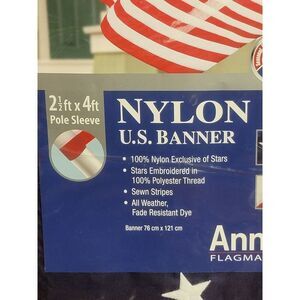 2½ft x 4ft
Pole Sleeve
NYLON
U.S. BANNER
• 100% Nylon Exclusive of Stars
• Stars Embroidered in
100% Polyester Thread
• Sewn Stripes
• All Weather,
Fade Resistant Dye
Banner 76 cm x 121 cm
Ann
FLAGMA